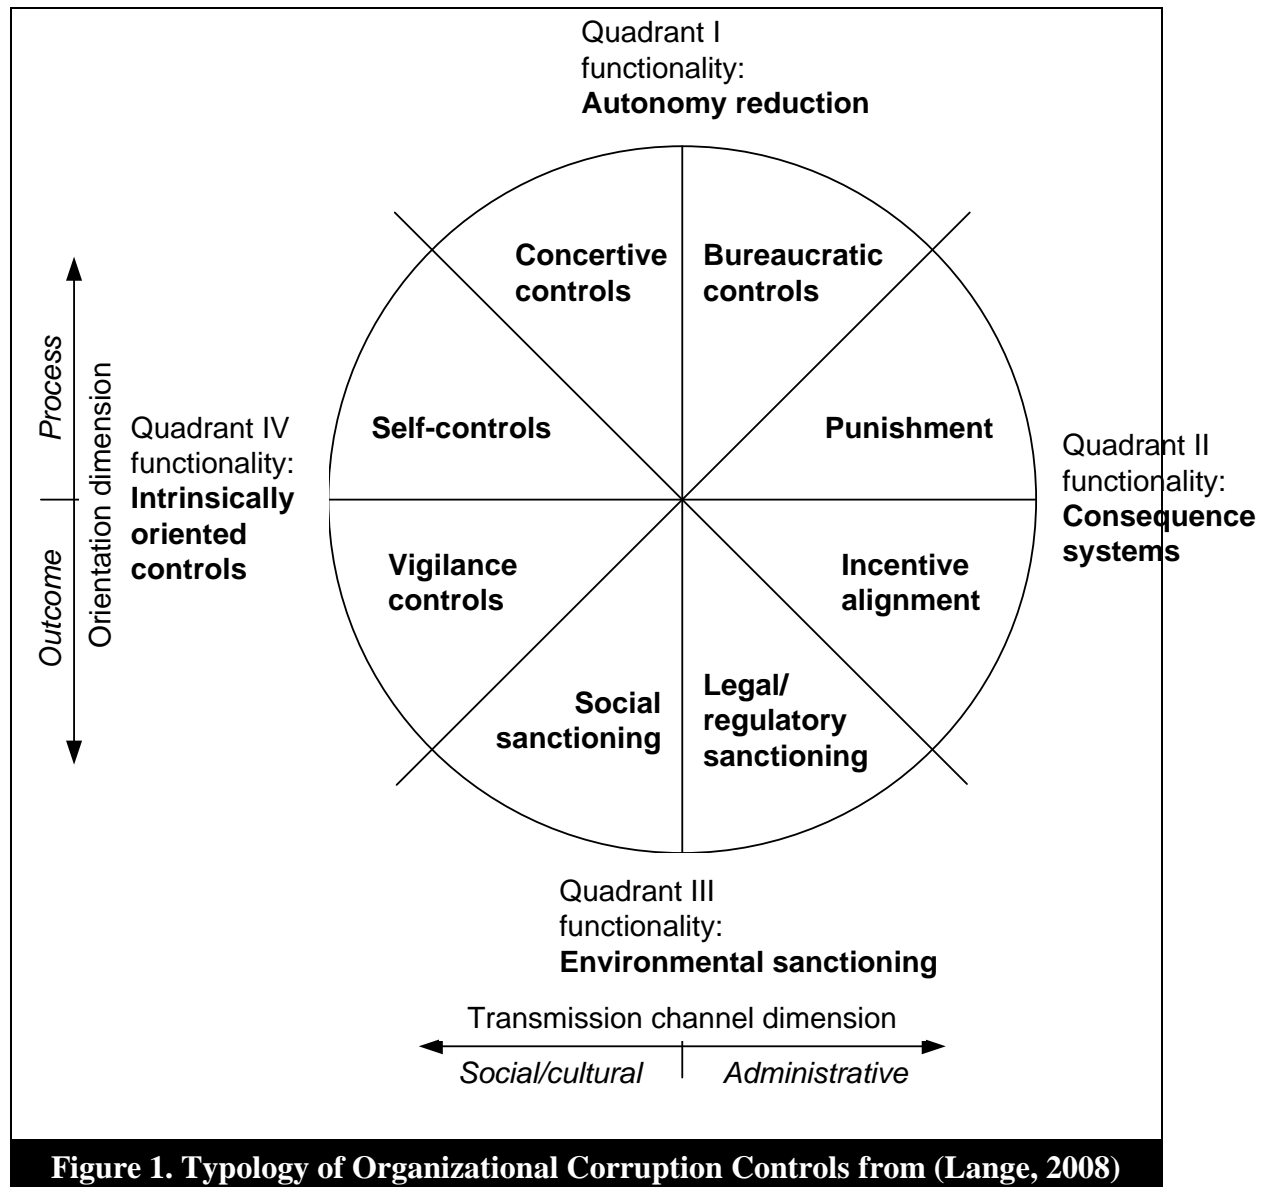 Quadrant I
functionality:
Autonomy reduction
Concertive
controls
Bureaucratic
controls
Process
Outcome
Orientation dimension
Quadrant IV
functionality:
Intrinsically
oriented
controls
Self-controls
Punishment
Quadrant II
functionality:
Consequence
systems
Vigilance
controls
Incentive
alignment
Social
sanctioning
Legal/
regulatory
sanctioning
Quadrant III
functionality:
Environmental sanctioning
Transmission channel dimension
Social/cultural
Administrative
Figure 1. Typology of Organizational Corruption Controls from (Lange, 2008)